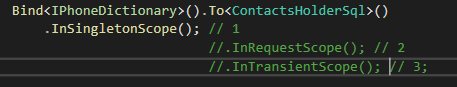 Bind<IPhoneDictionary>().To<ContactsHolderSql>()
.InSingletonScope(); // 1
//.InRequestScope(); // 2
//.InTransientScope(); // 3;